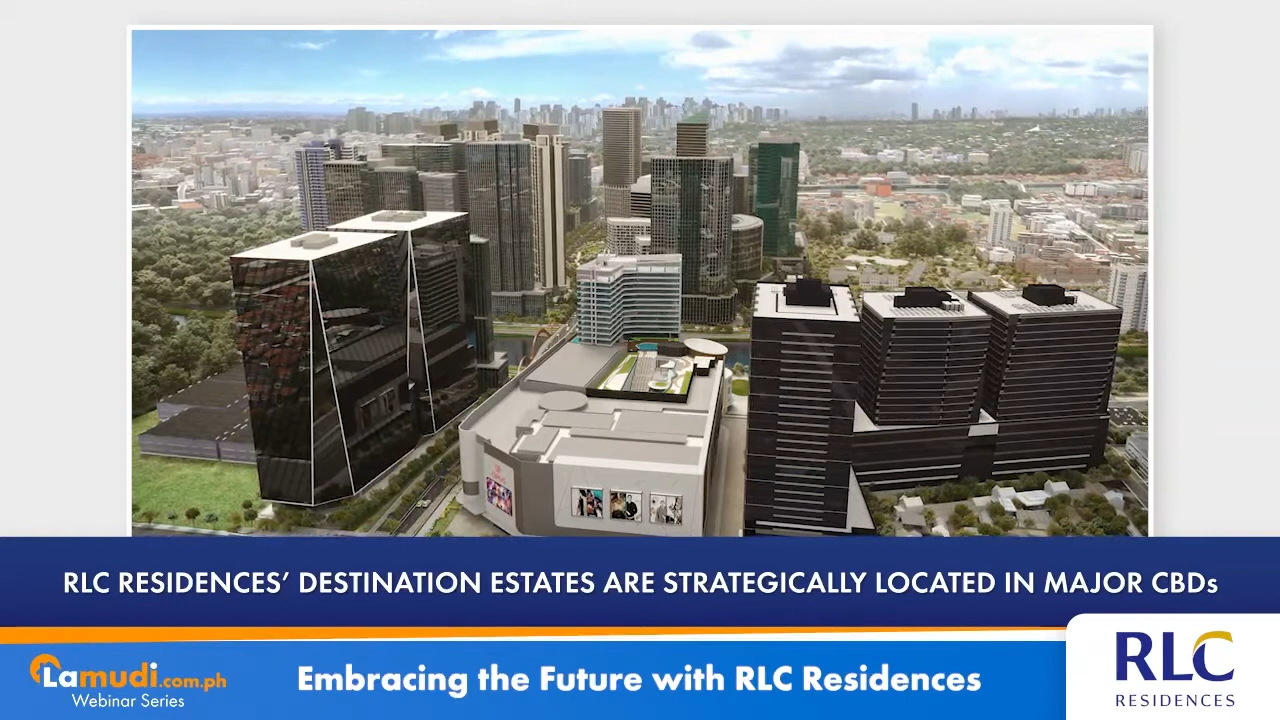 RLC RESIDENCES’ DESTINATION ESTATES ARE STRATEGICALLY LOCATED IN MAJOR CBDs
Lamudi.com.ph
Webinar Series
Embracing the Future with RLC Residences
RLC
RESIDENCES